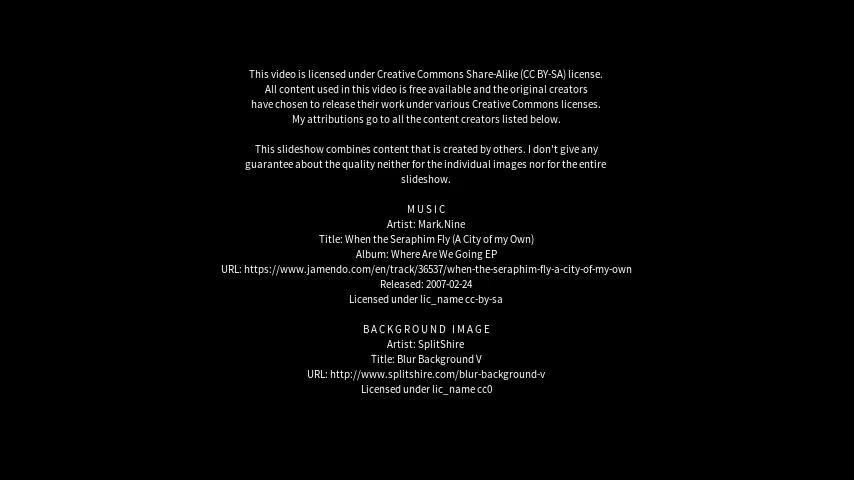 This video is licensed under Creative Commons Share-Alike (CC BY-SA) license.
All content used in this video is free available and the original creators
have chosen to release their work under various Creative Commons licenses.
My attributions go to all the content creators listed below.
This slideshow combines content that is created by others. I don't give any
guarantee about the quality neither for the individual images nor for the entire
slideshow.
MUSIC
Artist: Mark.Nine
Title: When the Seraphim Fly (A City of my Own)
Album: Where Are We Going EP
URL: https://www.jamendo.com/en/track/36537/when-the-seraphim-fly-a-city-of-my-own
Released: 2007-02-24
Licensed under lic_name cc-by-sa
BACKGROUND IMAGE
Artist: SplitShire
Title: Blur Background V
URL: http://www.splitshire.com/blur-background-v
Licensed under lic_name cc0